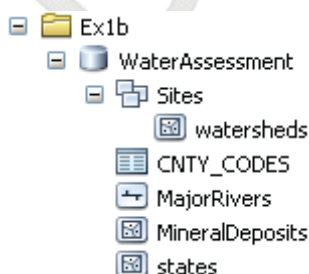 Ex1b
WaterAssessment
Sites
watersheds
CNTY_CODES
MajorRivers
MineralDeposits
states